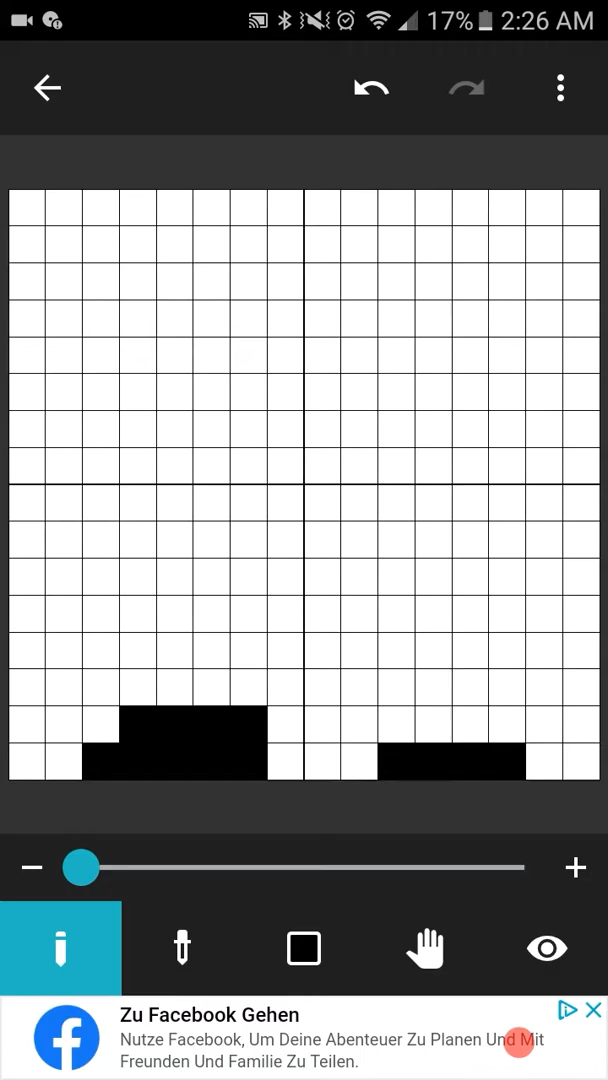 17% 2:26 AM
Zu Facebook Gehen
Nutze Facebook, Um Deine Abenteuer Zu Planen Und Mit
Freunden Und Familie Zu Teilen.